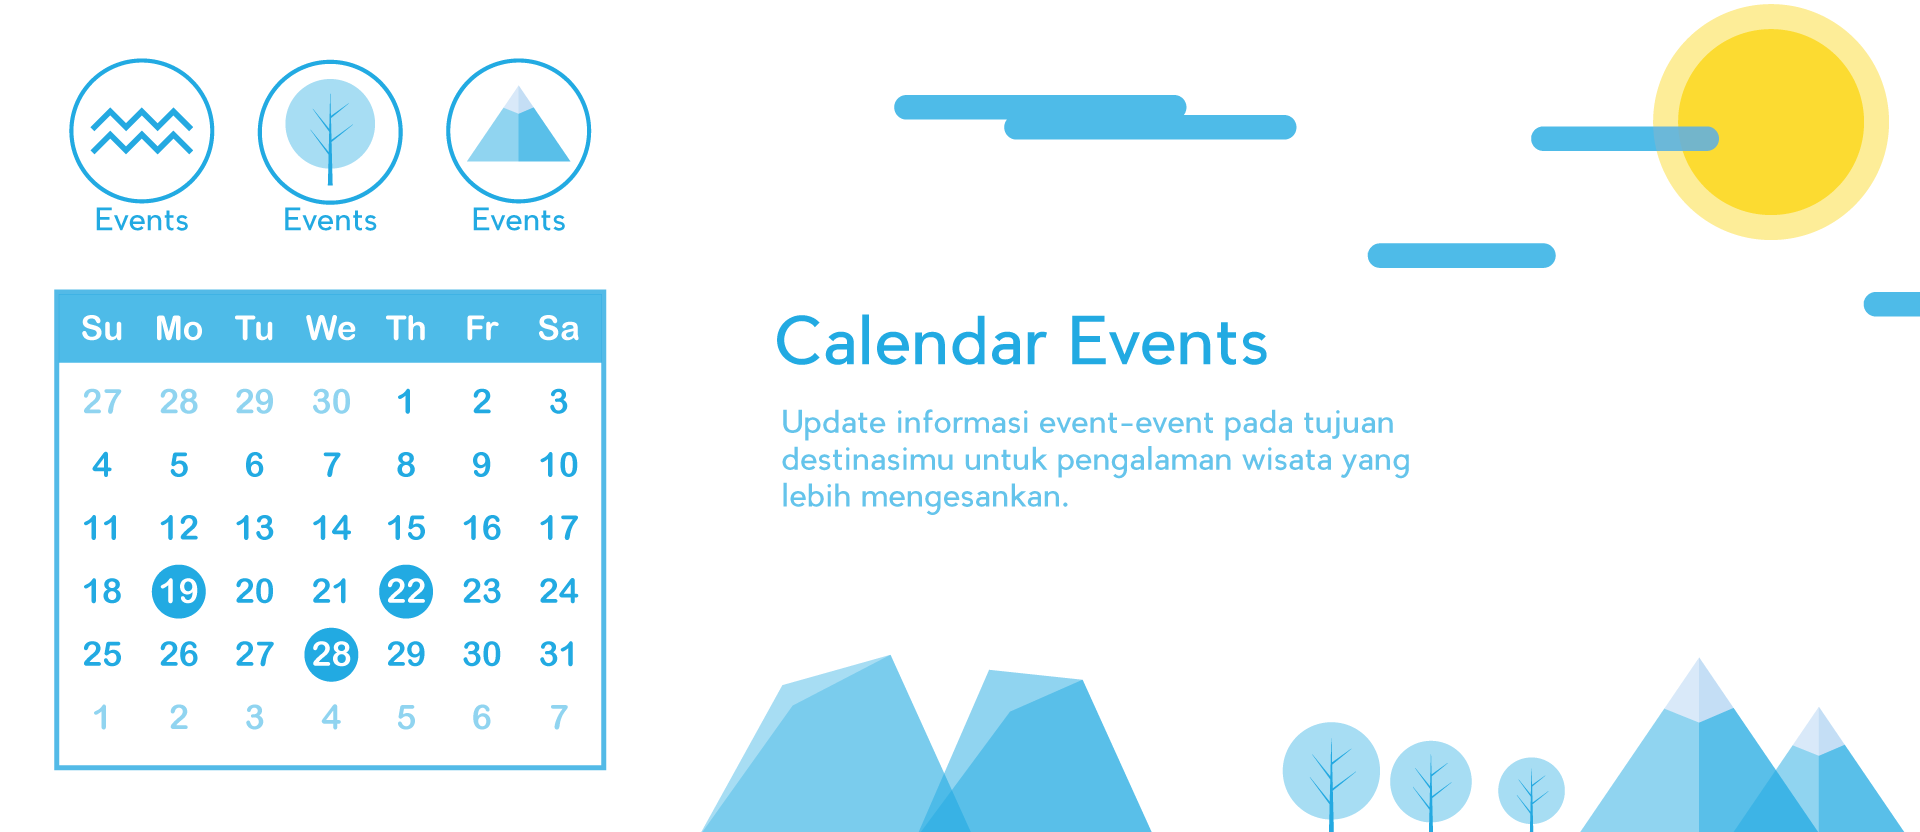 Events Events Events
Su Mo Tu We Th Fr Sa
27 28 29 30 1 2 3
4 5 6 7 8 9 10
11 12 13 14 15 16 17
18 19 20 21 22 23 24
25 26 27 28 29 30 31
1 2 3 4 5 6 7
Calendar Events
Update informasi event-event pada tujuan
destinasimu untuk pengalaman wisata yang
lebih mengesankan.